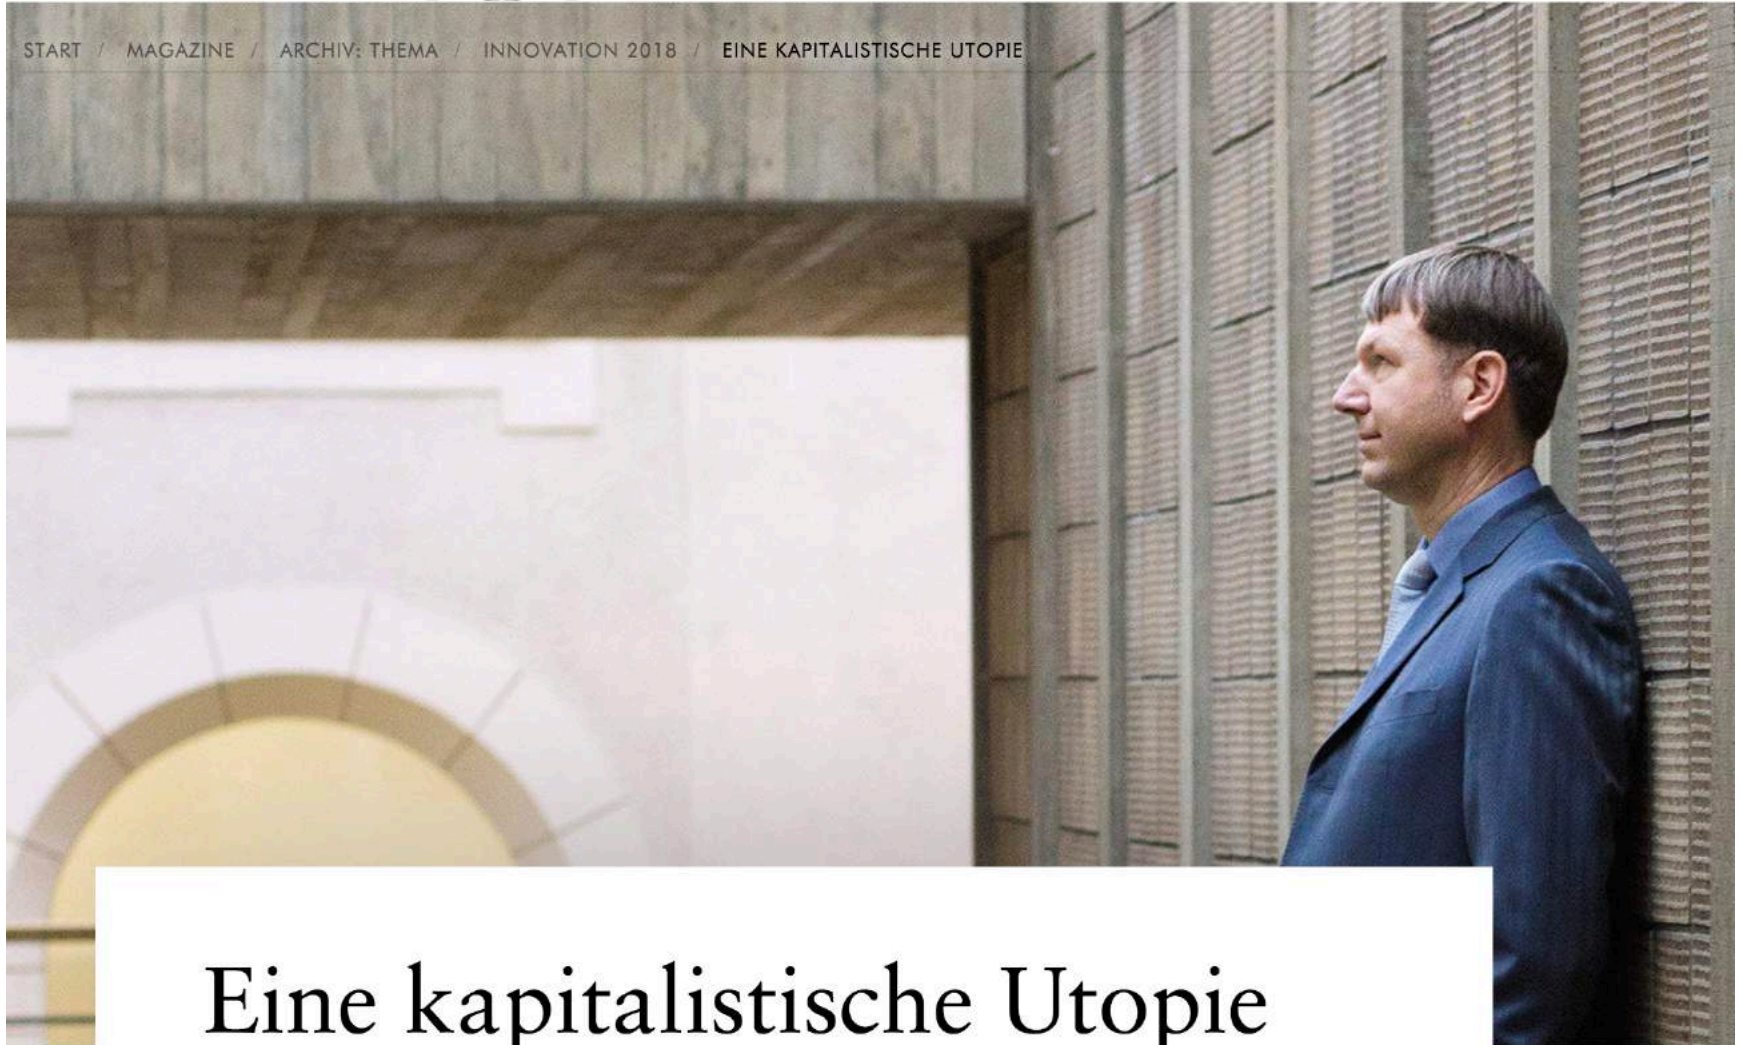 START / MAGAZINE / ARCHIV: THEMA / INNOVATION 2018 / EINE KAPITALISTISCHE UTOPIE
Eine kapitalistische Utopie